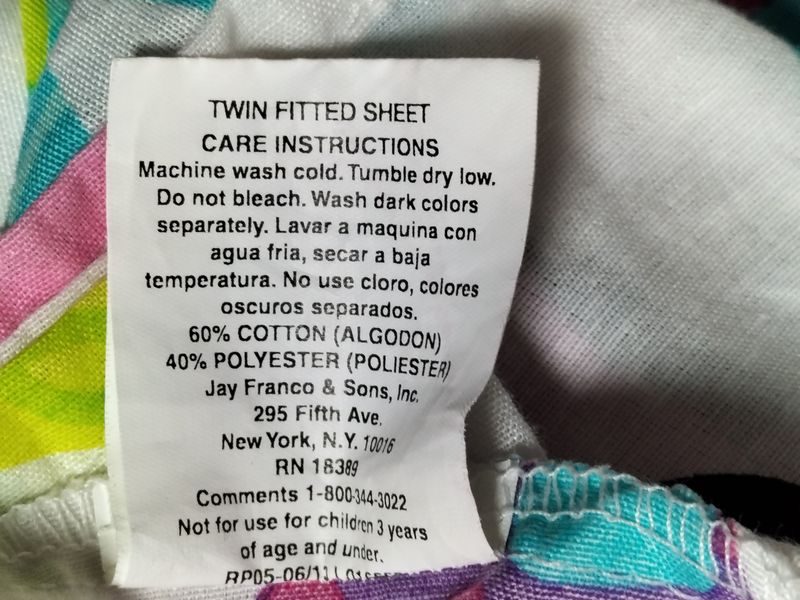 TWIN FITTED SHEET
CARE INSTRUCTIONS
Machine wash cold. Tumble dry low.
Do not bleach. Wash dark colors
separately. Lavar a maquina con
agua fria, secar a baja
temperatura. No use cloro, colores
oscuros separados.
60% COTTON (ALGODON)
40% POLYESTER (POLIESTER)
Jay Franco & Sons, Inc.
295 Fifth Ave.
New York, N.Y. 10016
RN 18389
Comments 1-800-344-3022
Not for use for children 3 years
of age and under.